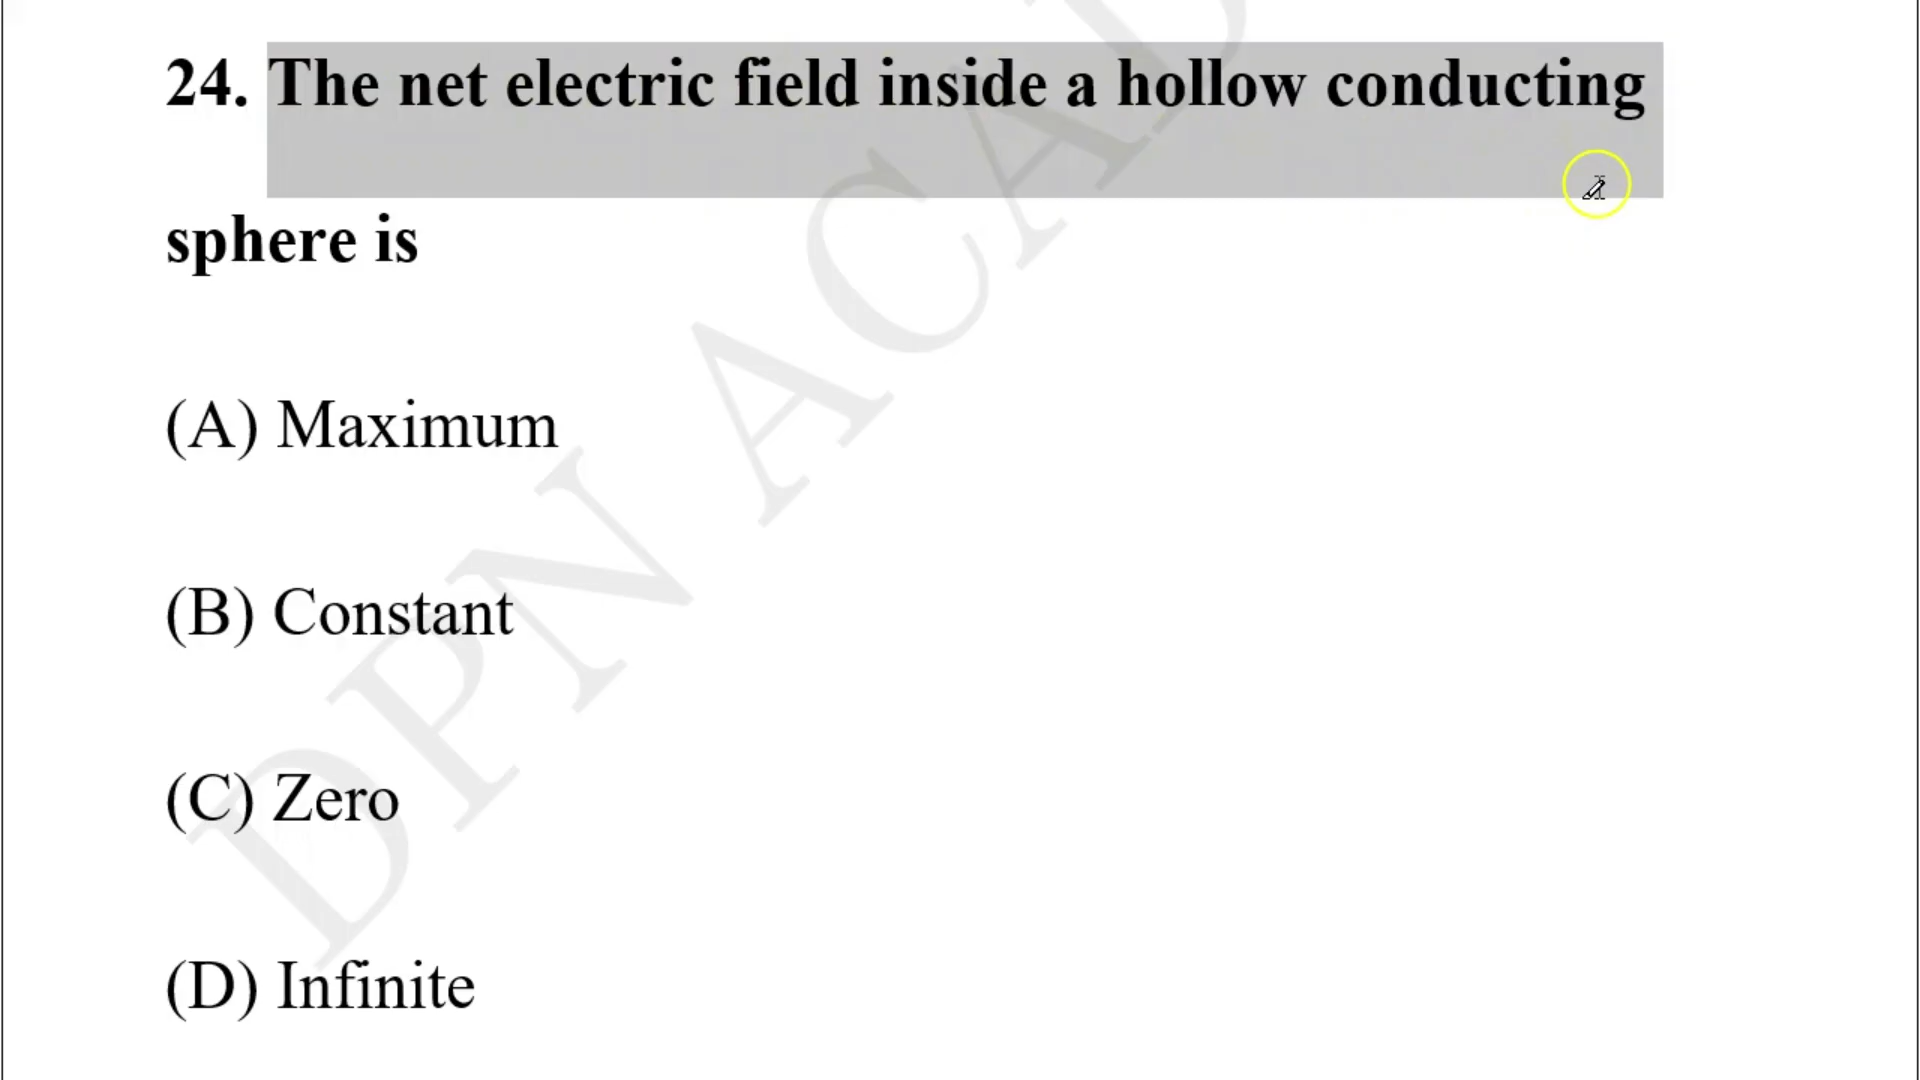 24. The net electric field inside a hollow conducting
sphere is
(A) Maximum
(B) Constant
(C) Zero
(D) Infinite
DPN ACAD